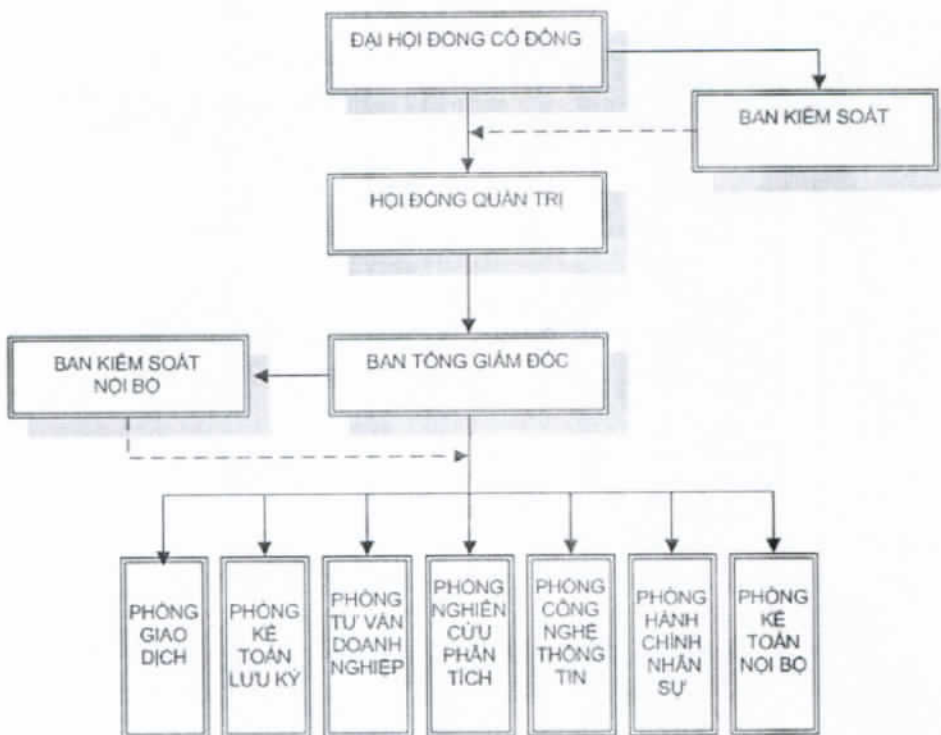 ĐẠI HỘI ĐỒNG CỔ ĐÔNG
BAN KIỂM SOÁT
HỘI ĐỒNG QUẢN TRỊ
BAN KIỂM SOÁT
NỘI BỘ
BAN TỔNG GIÁM ĐỐC
PHÒNG
GIAO
DỊCH
PHÒNG
KẾ
TOÁN
LƯU KÝ
PHÒNG
TƯ VẤN
DOANH
NGHIỆP
PHÒNG
NGHIÊN
CỨU
PHÂN
TÍCH
PHÒNG
CÔNG
NGHỆ
THÔNG
TIN
PHÒNG
HÀNH
CHÍNH
NHÂN
SỰ
PHÒNG
KẾ
TOÁN
NỘI BỘ